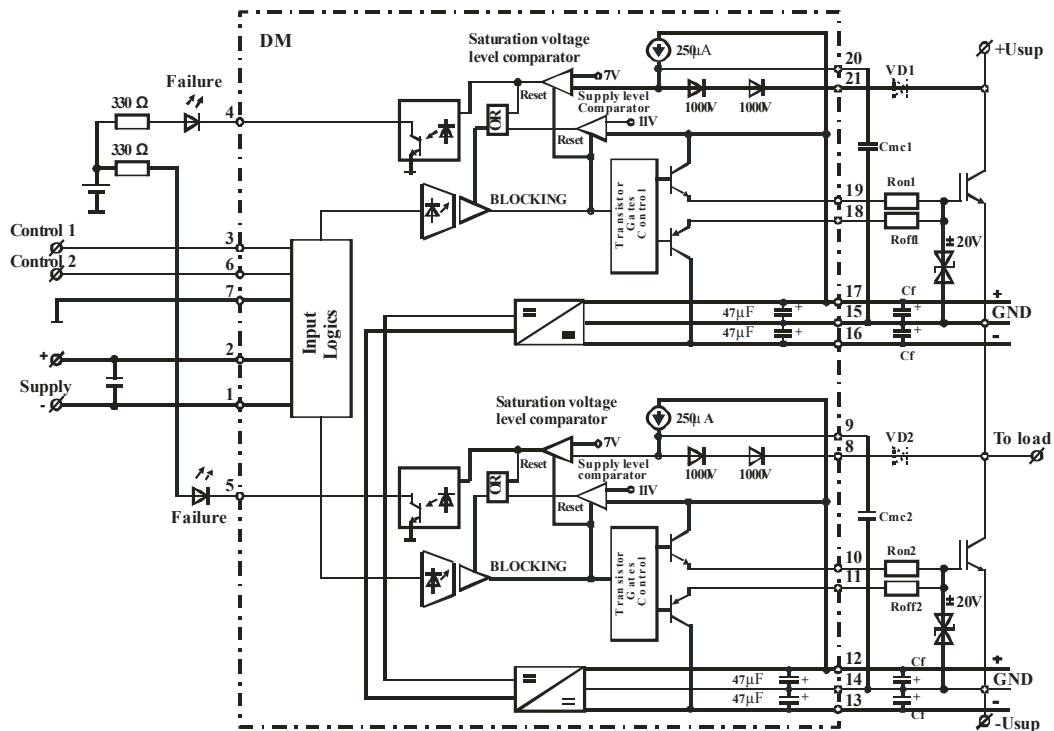 DM
Saturation voltage
level comparator
250μA
7V
20
21
VD1
+Usup
Failure
330 Ω
4
Reset
OR
Supply level
Comparator
1000V
1000V
11V
Reset
Cmc1
330 Ω
BLOCKING
Transistor
Gates
Control
19
Ron1
18
Roff1
± 20V
Control 1
3
Control 2
6
7
Input
Logics
17
Cf
+
47μF
+
+
15
GND
47μF
+
+
16
Cf
-
+
2
Supply
1
-
Saturation voltage
level comparator
250μ A
7V
9
8
VD2
To load
Reset
OR
Supply level
comparator
1000V
1000V
11V
Reset
5
Failure
Cmc2
BLOCKING
Transistor
Gates
Control
10
Ron2
11
Roff2
± 20V
12
Cf
+
47μF
+
+
14
GND
47μF
+
+
13
Cf
-
-Usup